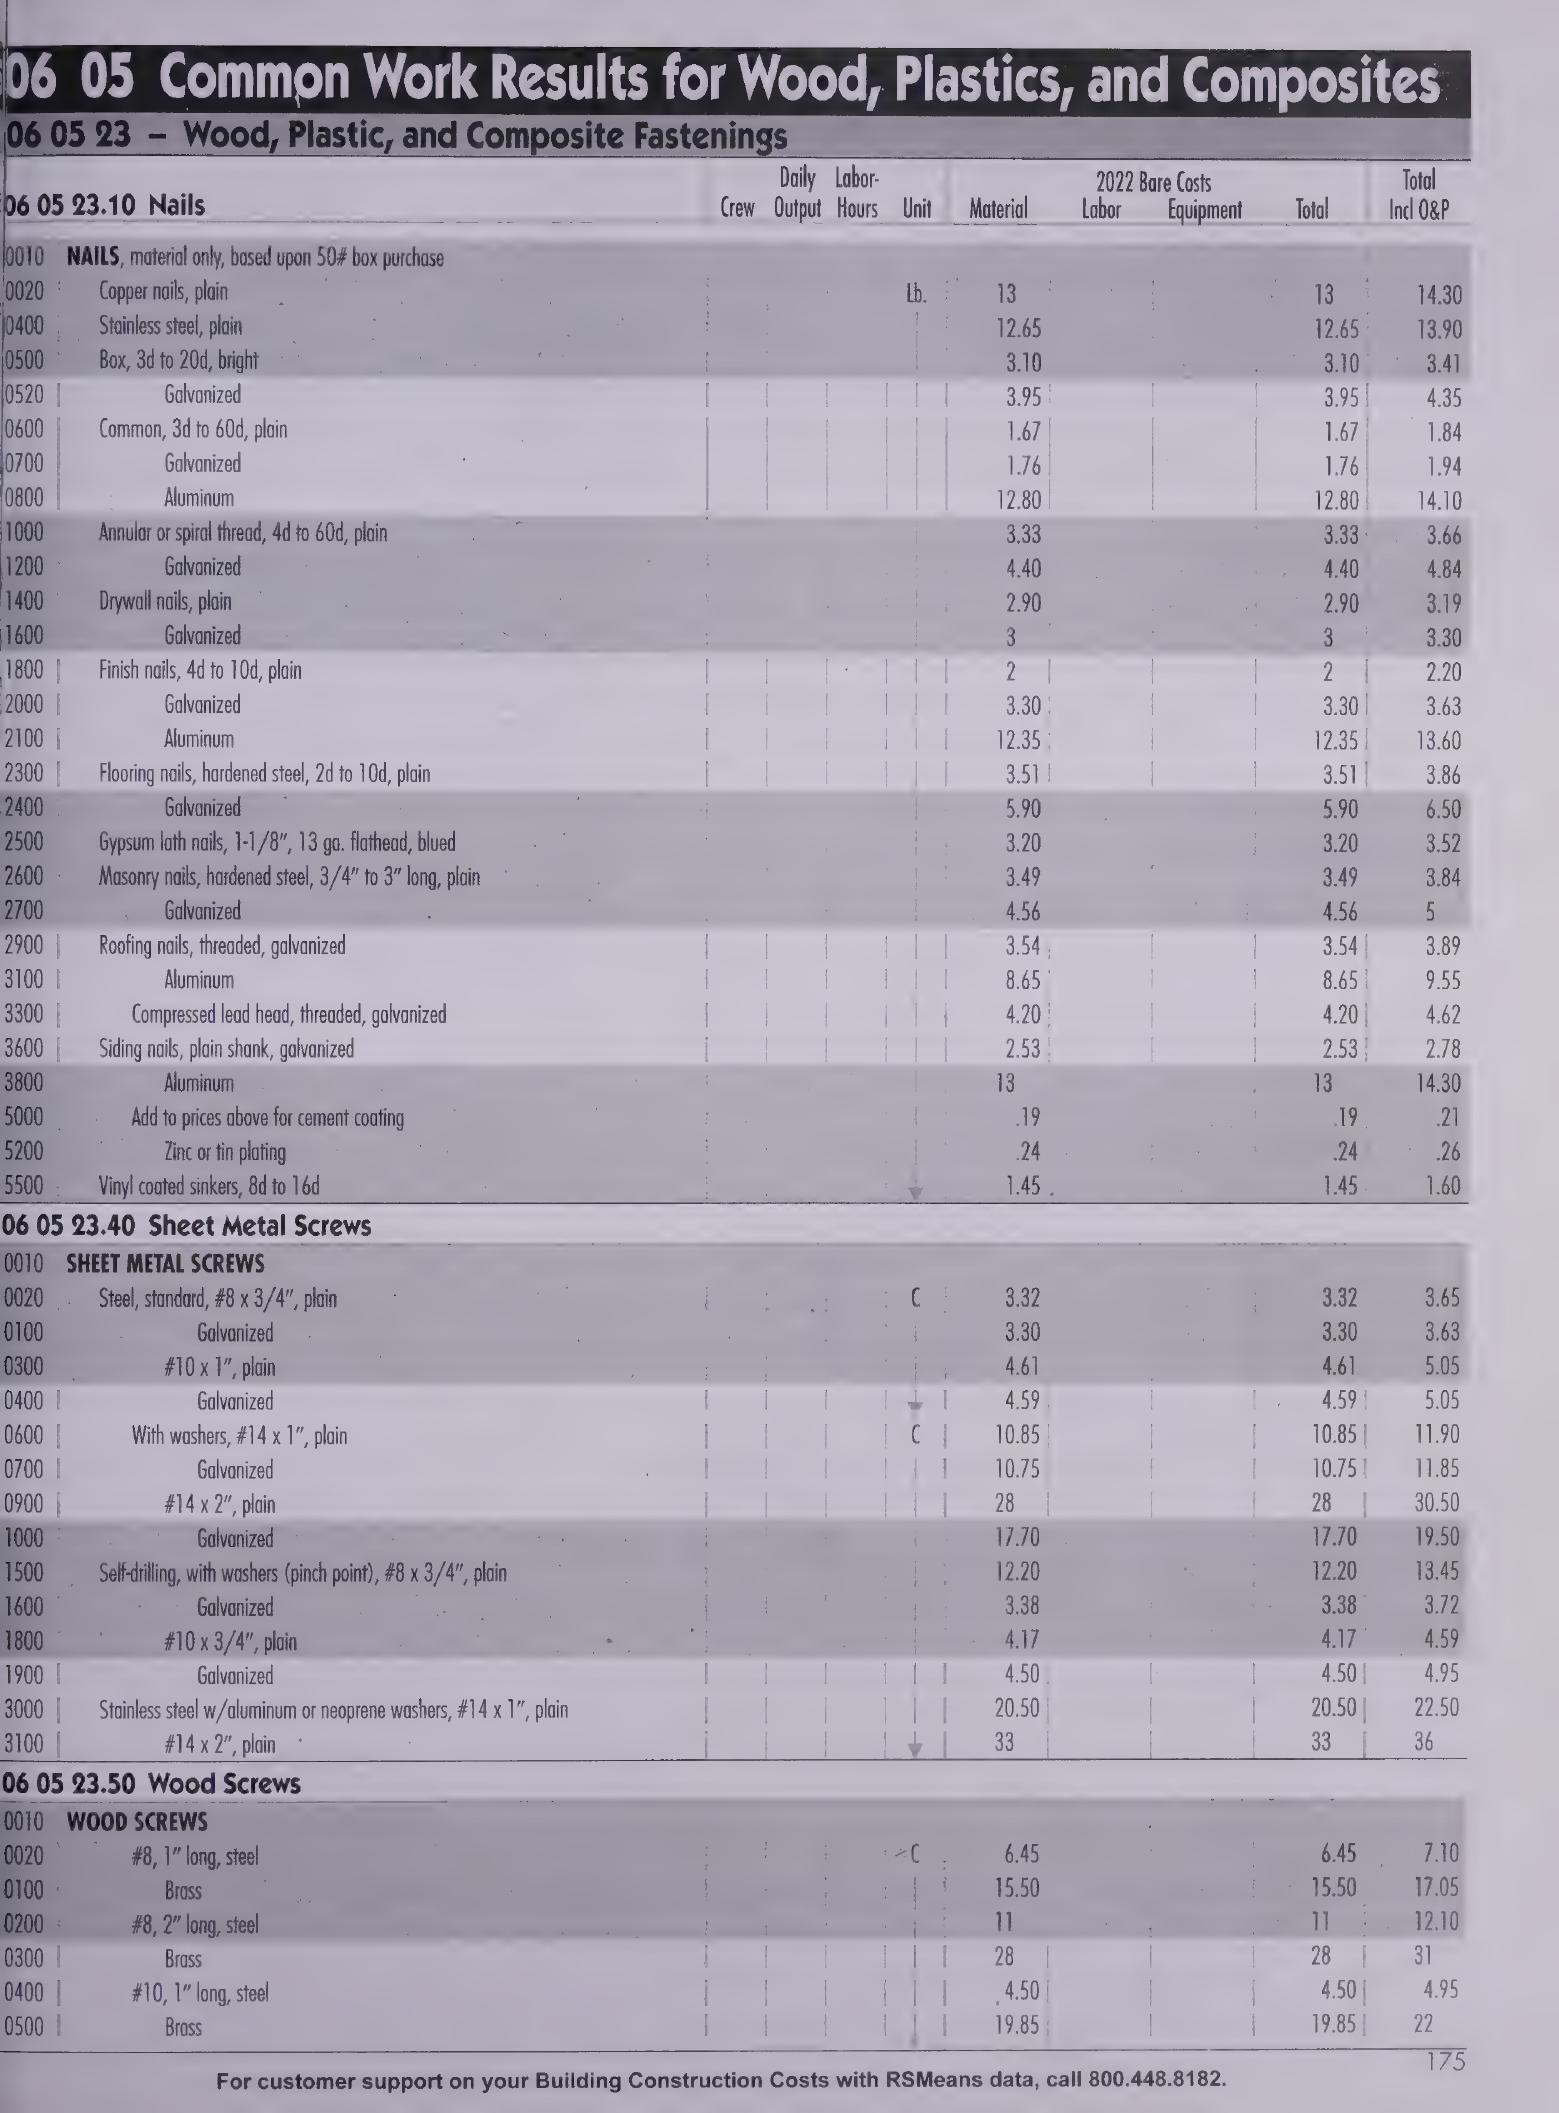 06 05 Common Work Results for Wood, Plastics, and Composites
06 05 23 – Wood, Plastic, and Composite Fastenings
06 05 23.10 Nails Crew Daily Output Labor-Hours Unit Material 2022 Bare Costs Labor Equipment Total Total Incl O&P
0010 NAILS, material only, based upon 50# box purchase
0020 Copper nails, plain Lb. 13 13 14.30
0400 Stainless steel, plain 12.65 12.65 13.90
0500 Box, 3d to 20d, bright 3.10 3.10 3.41
0520 Galvanized 3.95 3.95 4.35
0600 Common, 3d to 60d, plain 1.67 1.67 1.84
0700 Galvanized 1.76 1.76 1.94
0800 Aluminum 12.80 12.80 14.10
1000 Annular or spiral thread, 4d to 60d, plain 3.33 3.33 3.66
1200 Galvanized 4.40 4.40 4.84
1400 Drywall nails, plain 2.90 2.90 3.19
1600 Galvanized 3 3 3.30
1800 Finish nails, 4d to 10d, plain 2 2 2.20
2000 Galvanized 3.30 3.30 3.63
2100 Aluminum 12.35 12.35 13.60
2300 Flooring nails, hardened steel, 2d to 10d, plain 3.51 3.51 3.86
2400 Galvanized 5.90 5.90 6.50
2500 Gypsum lath nails, 1-1/8", 13 ga. flathead, blued 3.20 3.20 3.52
2600 Masonry nails, hardened steel, 3/4" to 3" long, plain 3.49 3.49 3.84
2700 Galvanized 4.56 4.56 5
2900 Roofing nails, threaded, galvanized 3.54 3.54 3.89
3100 Aluminum 8.65 8.65 9.55
3300 Compressed lead head, threaded, galvanized 4.20 4.20 4.62
3600 Siding nails, plain shank, galvanized 2.53 2.53 2.78
3800 Aluminum 13 13 14.30
5000 Add to prices above for cement coating .19 .19 .21
5200 Zinc or tin plating .24 .24 .26
5500 Vinyl coated sinkers, 8d to 16d 1.45 1.45 1.60
06 05 23.40 Sheet Metal Screws
0010 SHEET METAL SCREWS
0020 Steel, standard, #8 x 3/4", plain C 3.32 3.32 3.65
0100 Galvanized 3.30 3.30 3.63
0300 #10 x 1", plain 4.61 4.61 5.05
0400 Galvanized 4.59 4.59 5.05
0600 With washers, #14 x 1", plain C 10.85 10.85 11.90
0700 Galvanized 10.75 10.75 11.85
0900 #14 x 2", plain 28 28 30.50
1000 Galvanized 17.70 17.70 19.50
1500 Self-drilling, with washers (pinch point), #8 x 3/4", plain 12.20 12.20 13.45
1600 Galvanized 3.38 3.38 3.72
1800 #10 x 3/4", plain 4.17 4.17 4.59
1900 Galvanized 4.50 4.50 4.95
3000 Stainless steel w/aluminum or neoprene washers, #14 x 1", plain 20.50 20.50 22.50
3100 #14 x 2", plain 33 33 36
06 05 23.50 Wood Screws
0010 WOOD SCREWS
0020 #8, 1" long, steel C 6.45 6.45 7.10
0100 Brass 15.50 15.50 17.05
0200 #8, 2" long, steel 11 11 12.10
0300 Brass 28 28 31
0400 #10, 1" long, steel 4.50 4.50 4.95
0500 Brass 19.85 19.85 22
175
For customer support on your Building Construction Costs with RSMeans data, call 800.448.8182.